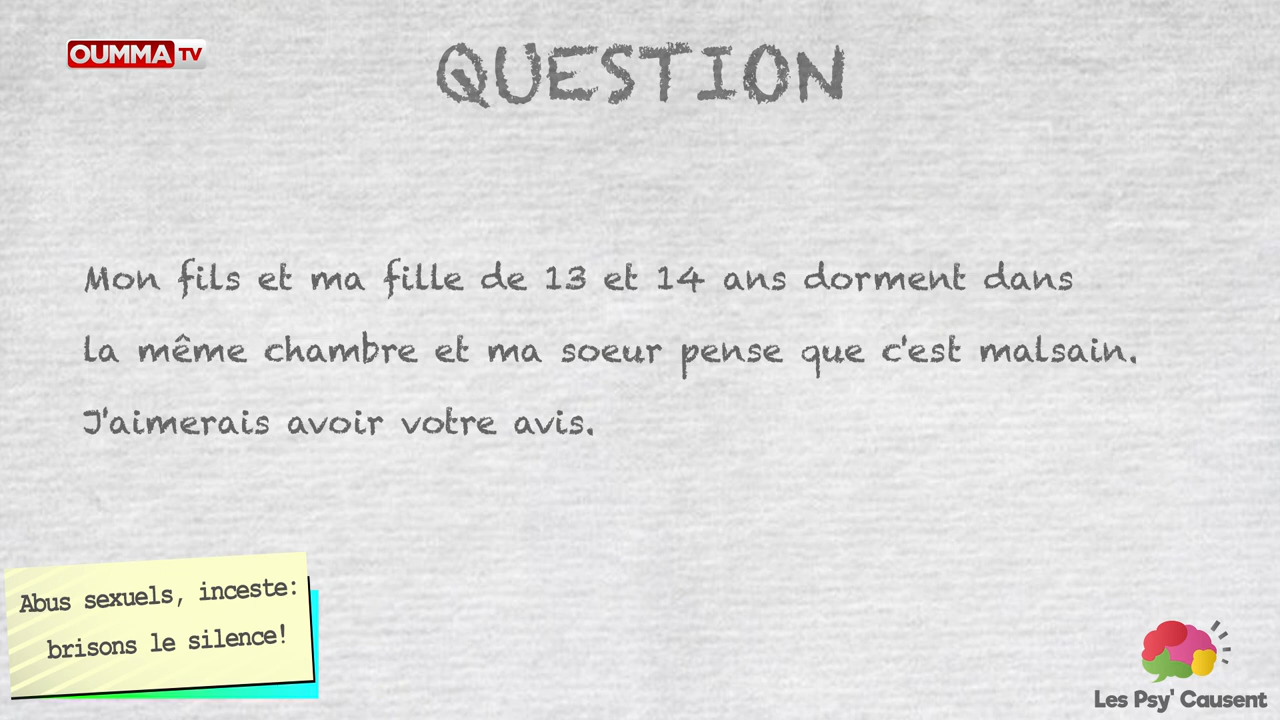 OUMMA TV
QUESTION
Mon fils et ma fille de 13 et 14 ans dorment dans
la même chambre et ma soeur pense que c'est malsain.
J'aimerais avoir votre avis.
Abus sexuels, inceste:
brisons le silence!
Les Psy' Causent